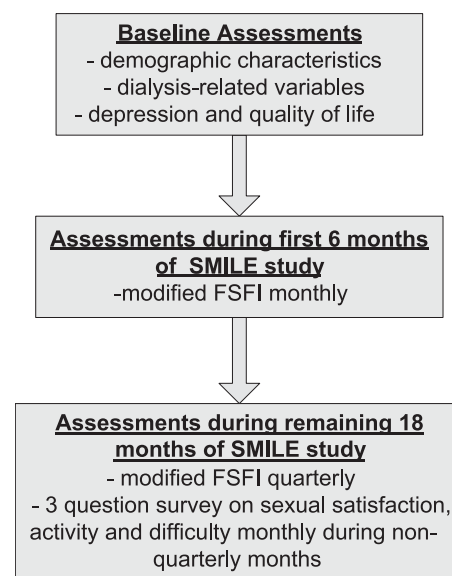 Baseline Assessments
- demographic characteristics
- dialysis-related variables
- depression and quality of life
Assessments during first 6 months
of SMILE study
-modified FSFI monthly
Assessments during remaining 18
months of SMILE study
- modified FSFI quarterly
- 3 question survey on sexual satisfaction,
activity and difficulty monthly during non-
quarterly months